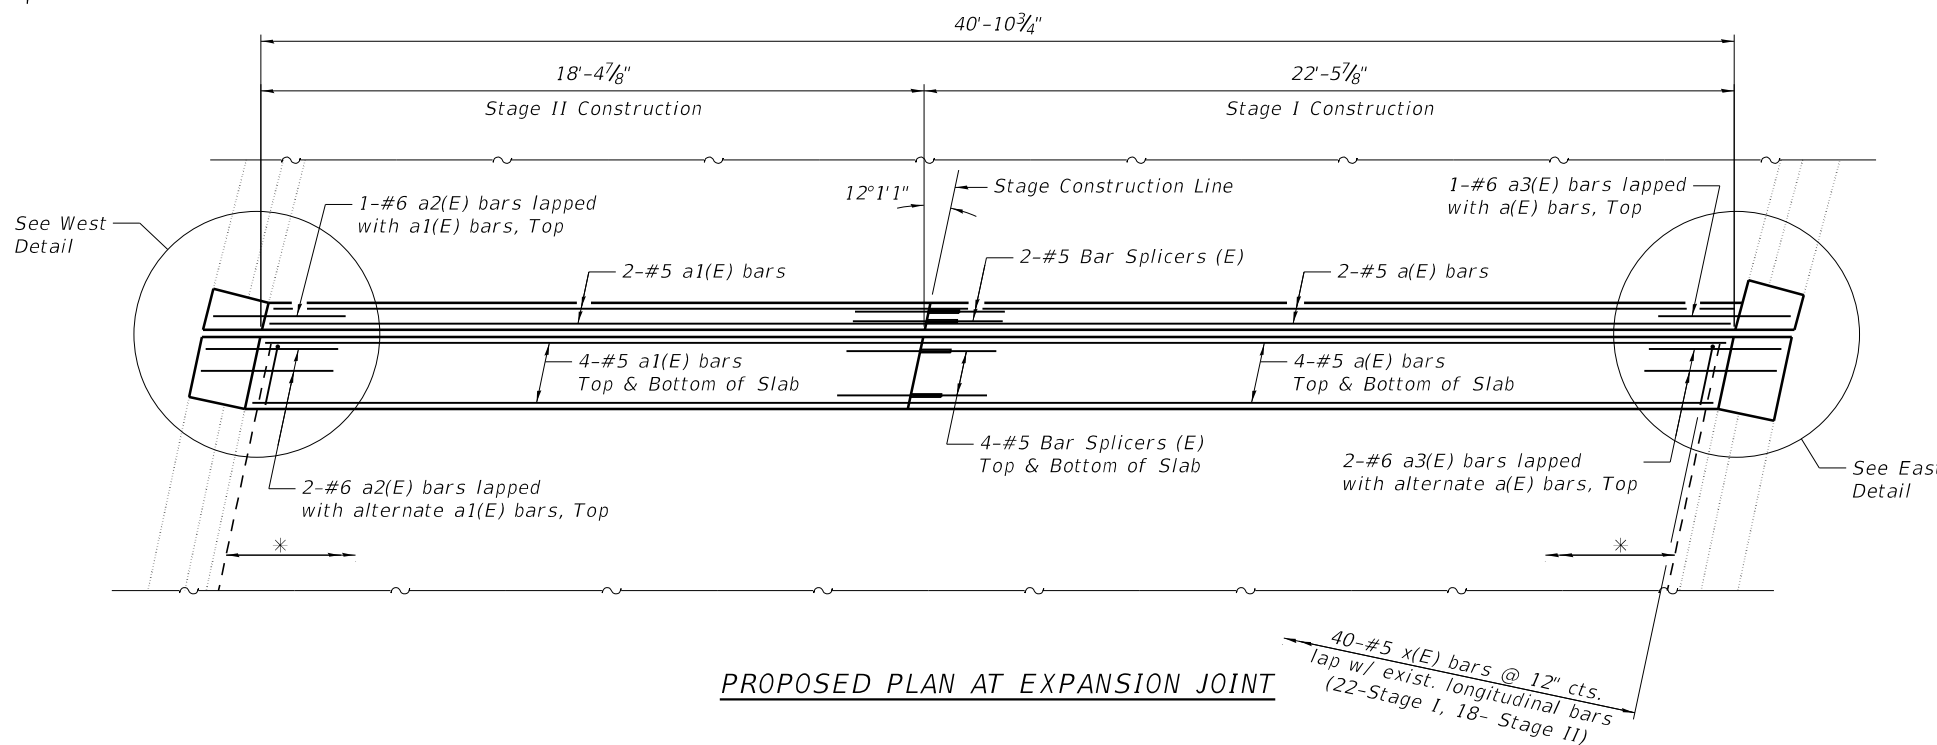 40'-10¾"
18'-4⅞"
22'-5⅞"
Stage II Construction
Stage I Construction
12°1'1"
Stage Construction Line
1-#6 a2(E) bars lapped
with a1(E) bars, Top
1-#6 a3(E) bars lapped
with a(E) bars, Top
See West
Detail
2-#5 a1(E) bars
2-#5 Bar Splicers (E)
2-#5 a(E) bars
4-#5 a1(E) bars
Top & Bottom of Slab
4-#5 a(E) bars
Top & Bottom of Slab
4-#5 Bar Splicers (E)
Top & Bottom of Slab
2-#6 a3(E) bars lapped
with alternate a(E) bars, Top
See East
Detail
2-#6 a2(E) bars lapped
with alternate a1(E) bars, Top
*
*
40-#5 x(E) bars @ 12" cts.
lap w/ exist. longitudinal bars
(22-Stage I, 18- Stage II)
PROPOSED PLAN AT EXPANSION JOINT